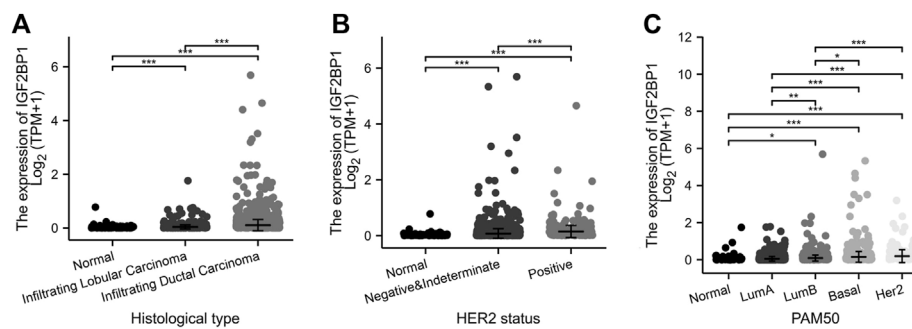 A
The expression of IGF2BP1
Log2 (TPM+1)
6
4
2
0
***
***
***
Normal
Infiltrating Lobular Carcinoma
Infiltrating Ductal Carcinoma
Histological type
B
The expression of IGF2BP1
Log2 (TPM+1)
6
4
2
0
***
***
***
Normal
Negative&Indeterminate
Positive
HER2 status
C
The expression of IGF2BP1
Log2 (TPM+1)
12
10
8
6
4
2
0
***
*
***
***
**
***
***
*
Normal
LumA
LumB
Basal
Her2
PAM50